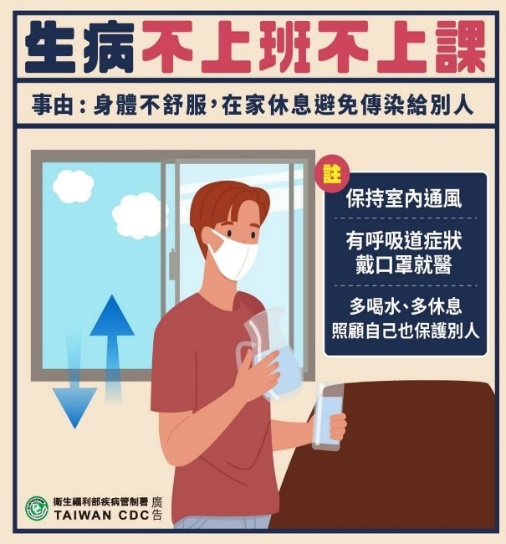 生病不上班不上課
事由：身體不舒服，在家休息避免傳染給別人
註
保持室內通風
有呼吸道症狀
戴口罩就醫
多喝水、多休息
照顧自己也保護別人
衛生福利部疾病管制署
TAIWAN CDC
廣告